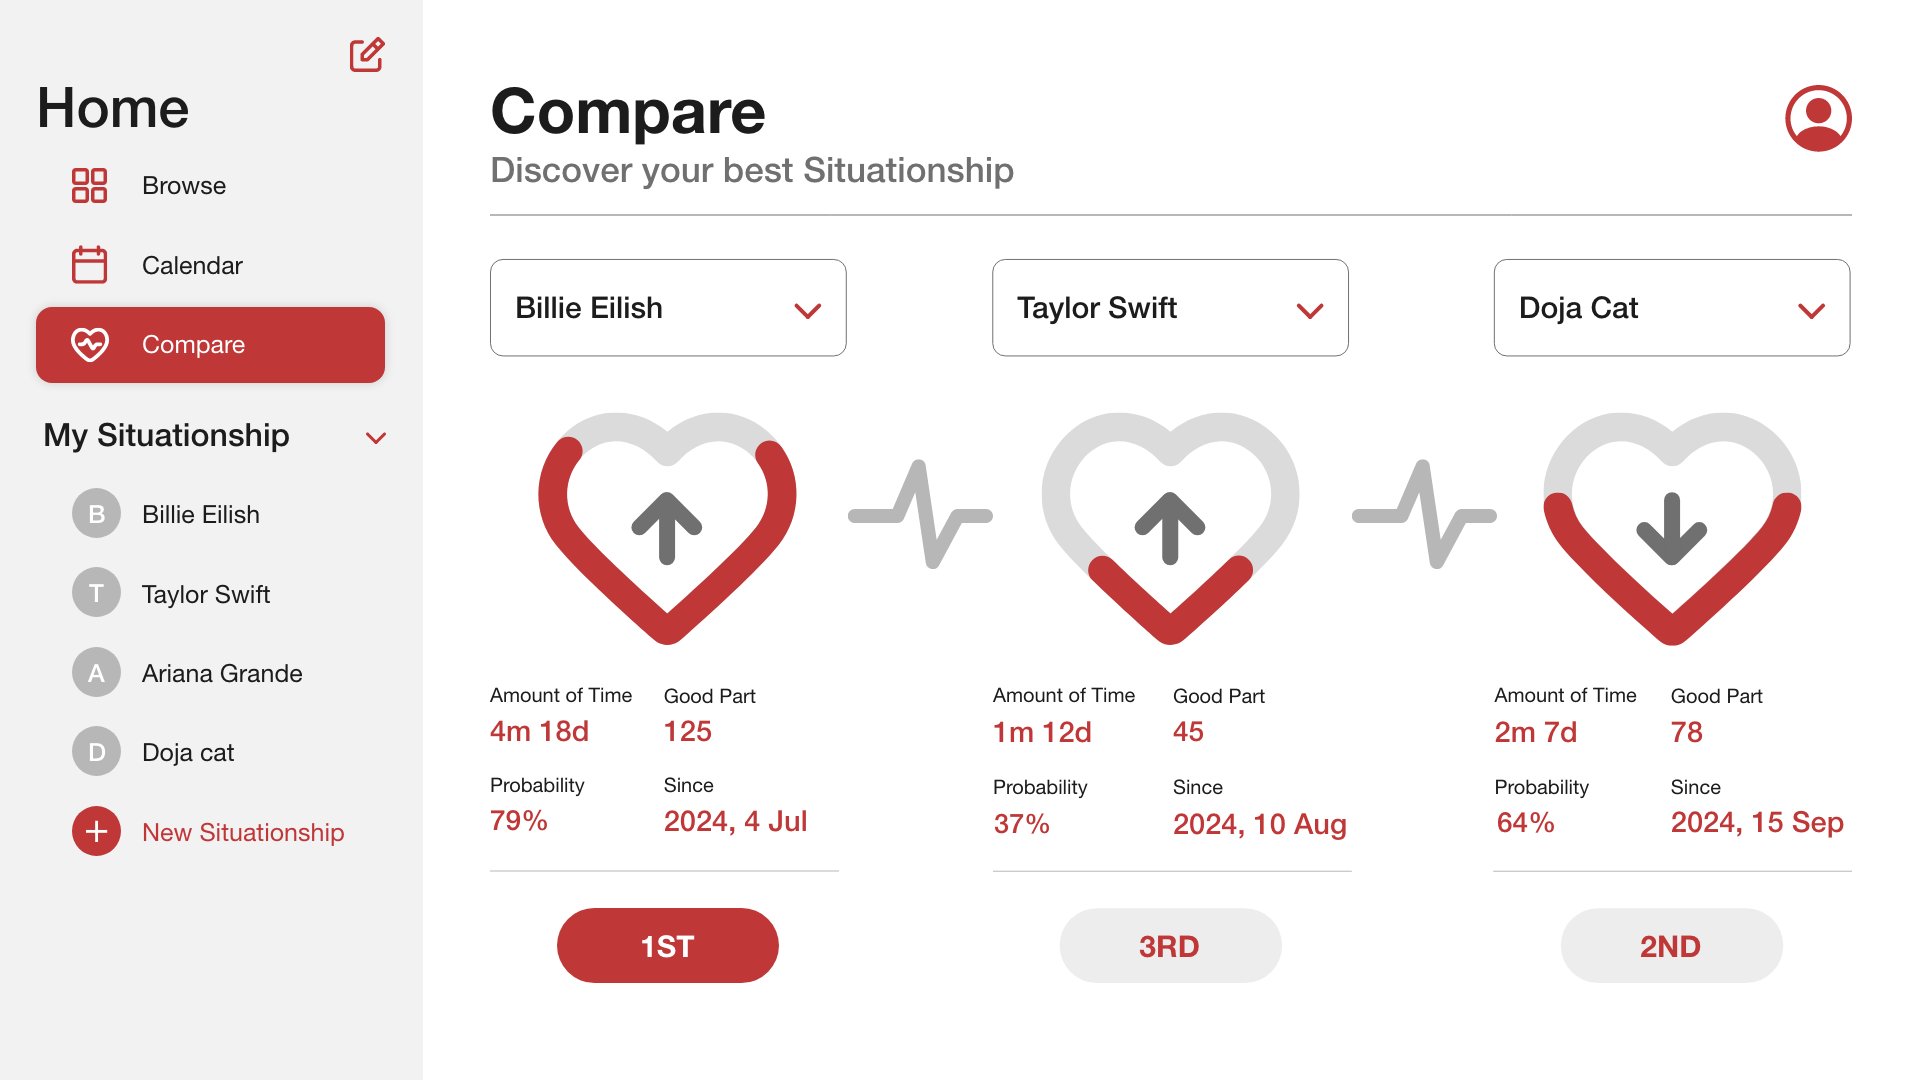 Home
Browse
Calendar
Compare
My Situationship
B Billie Eilish
T Taylor Swift
A Ariana Grande
D Doja cat
New Situationship
Compare
Discover your best Situationship
Billie Eilish
Taylor Swift
Doja Cat
Amount of Time Good Part
4m 18d 125
Probability Since
79% 2024, 4 Jul
1ST
Amount of Time Good Part
1m 12d 45
Probability Since
37% 2024, 10 Aug
3RD
Amount of Time Good Part
2m 7d 78
Probability Since
64% 2024, 15 Sep
2ND